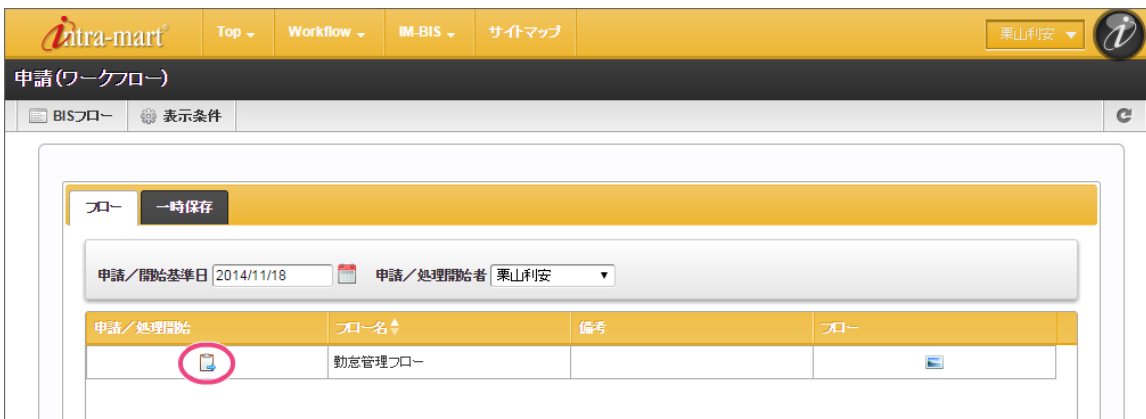 intra-mart Top Workflow IM-BIS サイトマップ 栗山利安
申請(ワークフロー)
BISフロー 表示条件
フロー 一時保存
申請/開始基準日 2014/11/18 申請/処理開始者 栗山利安
申請/処理開始 フロー名 備考 フロー
勤怠管理フロー